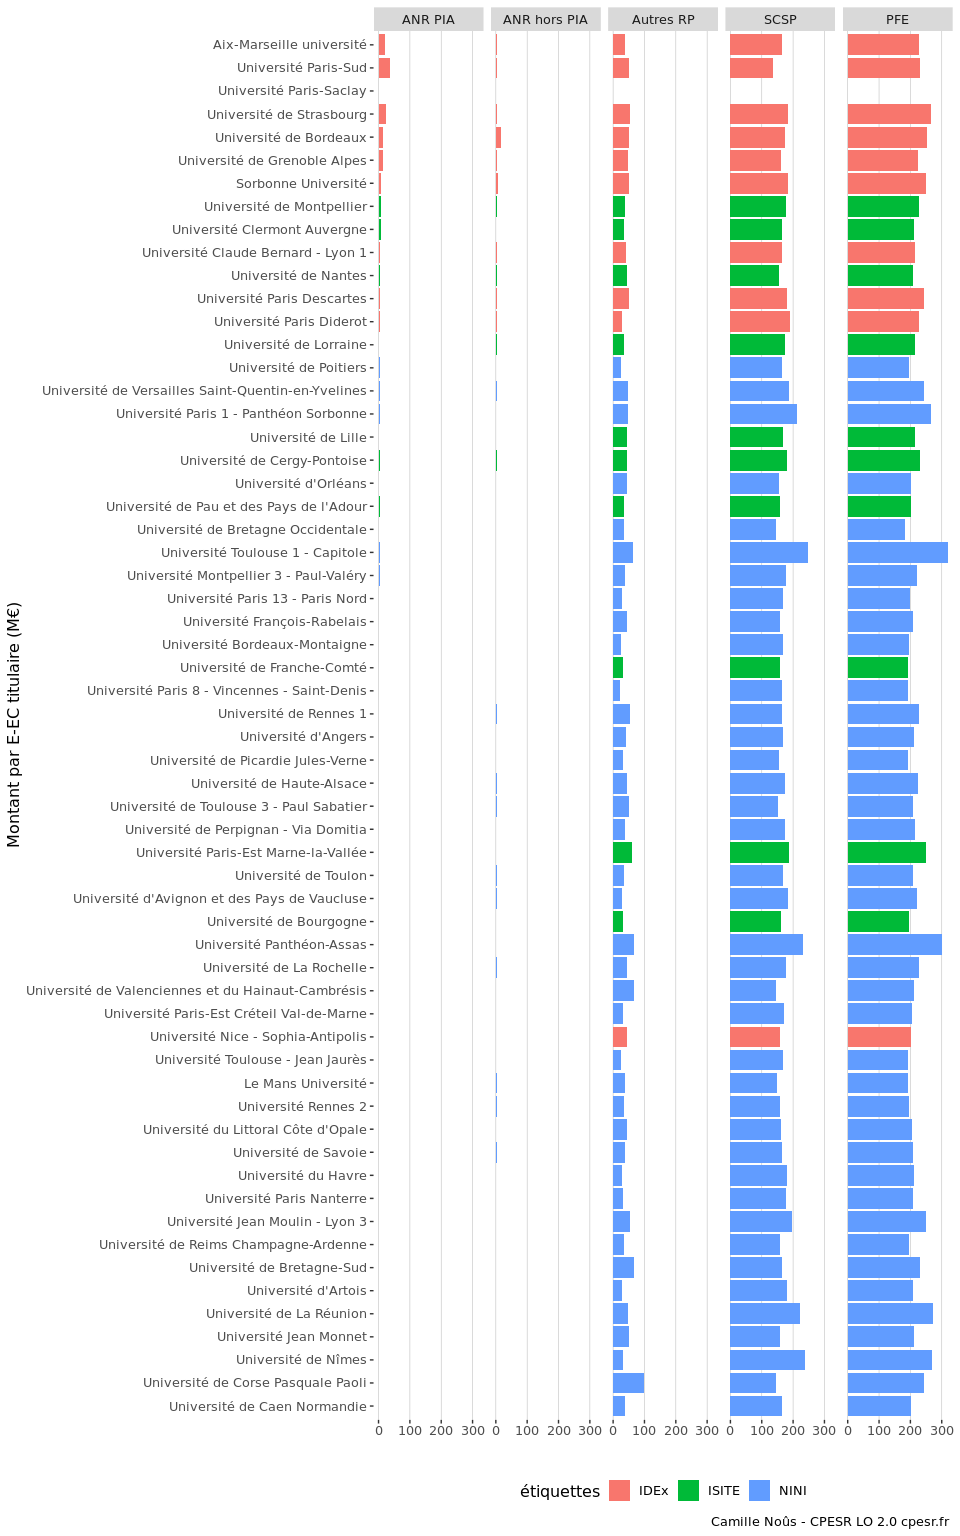 ANR PIA
ANR hors PIA
Autres RP
SCSP
PFE
Montant par E-EC titulaire (M€)
Aix-Marseille université
Université Paris-Sud
Université Paris-Saclay
Université de Strasbourg
Université de Bordeaux
Université de Grenoble Alpes
Sorbonne Université
Université de Montpellier
Université Clermont Auvergne
Université Claude Bernard - Lyon 1
Université de Nantes
Université Paris Descartes
Université Paris Diderot
Université de Lorraine
Université de Poitiers
Université de Versailles Saint-Quentin-en-Yvelines
Université Paris 1 - Panthéon Sorbonne
Université de Lille
Université de Cergy-Pontoise
Université d'Orléans
Université de Pau et des Pays de l'Adour
Université de Bretagne Occidentale
Université Toulouse 1 - Capitole
Université Montpellier 3 - Paul-Valéry
Université Paris 13 - Paris Nord
Université François-Rabelais
Université Bordeaux-Montaigne
Université de Franche-Comté
Université Paris 8 - Vincennes - Saint-Denis
Université de Rennes 1
Université d'Angers
Université de Picardie Jules-Verne
Université de Haute-Alsace
Université de Toulouse 3 - Paul Sabatier
Université de Perpignan - Via Domitia
Université Paris-Est Marne-la-Vallée
Université de Toulon
Université d'Avignon et des Pays de Vaucluse
Université de Bourgogne
Université Panthéon-Assas
Université de La Rochelle
Université de Valenciennes et du Hainaut-Cambrésis
Université Paris-Est Créteil Val-de-Marne
Université Nice - Sophia-Antipolis
Université Toulouse - Jean Jaurès
Le Mans Université
Université Rennes 2
Université du Littoral Côte d'Opale
Université de Savoie
Université du Havre
Université Paris Nanterre
Université Jean Moulin - Lyon 3
Université de Reims Champagne-Ardenne
Université de Bretagne-Sud
Université d'Artois
Université de La Réunion
Université Jean Monnet
Université de Nîmes
Université de Corse Pasquale Paoli
Université de Caen Normandie
0 100 200 300 0 100 200 300 0 100 200 300 0 100 200 300 0 100 200 300
étiquettes IDEx ISITE NINI
Camille Noûs - CPESR LO 2.0 cpesr.fr